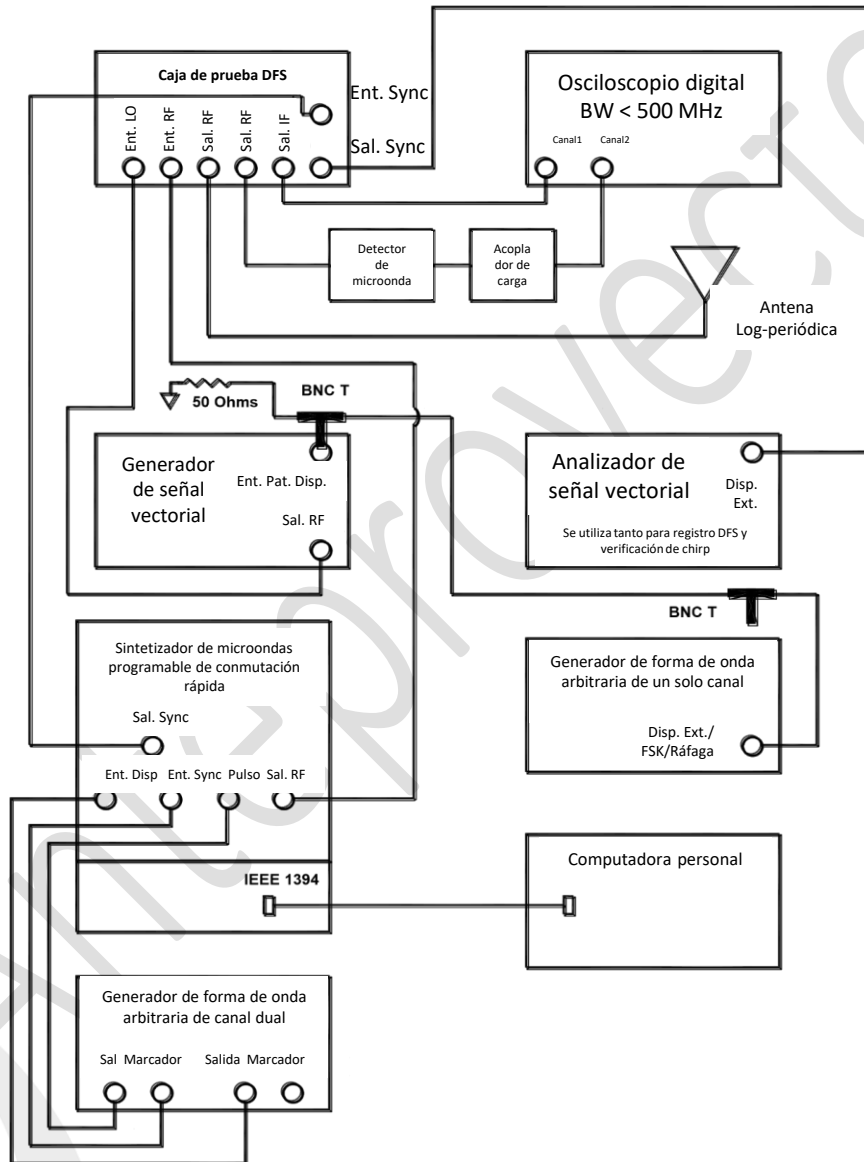 Caja de prueba DFS
Ent. LO
Ent. RF
Sal. RF
Sal. RF
Sal. IF
Ent. Sync
Sal. Sync
Osciloscopio digital
BW < 500 MHz
Canal1
Canal2
Detector
de
microonda
Acopla
dor de
carga
Antena
Log-periódica
50 Ohms
BNC T
Generador
de señal
vectorial
Ent. Pat. Disp.
Sal. RF
Analizador de
señal vectorial
Disp.
Ext.
Se utiliza tanto para registro DFS y
verificación de chirp
BNC T
Sintetizador de microondas
programable de conmutación
rápida
Sal. Sync
Ent. Disp Ent. Sync Pulso Sal. RF
IEEE 1394
Generador de forma de onda
arbitraria de un solo canal
Disp. Ext./
FSK/Ráfaga
Computadora personal
Generador de forma de onda
arbitraria de canal dual
Sal Marcador Salida Marcador
Anteproyecto